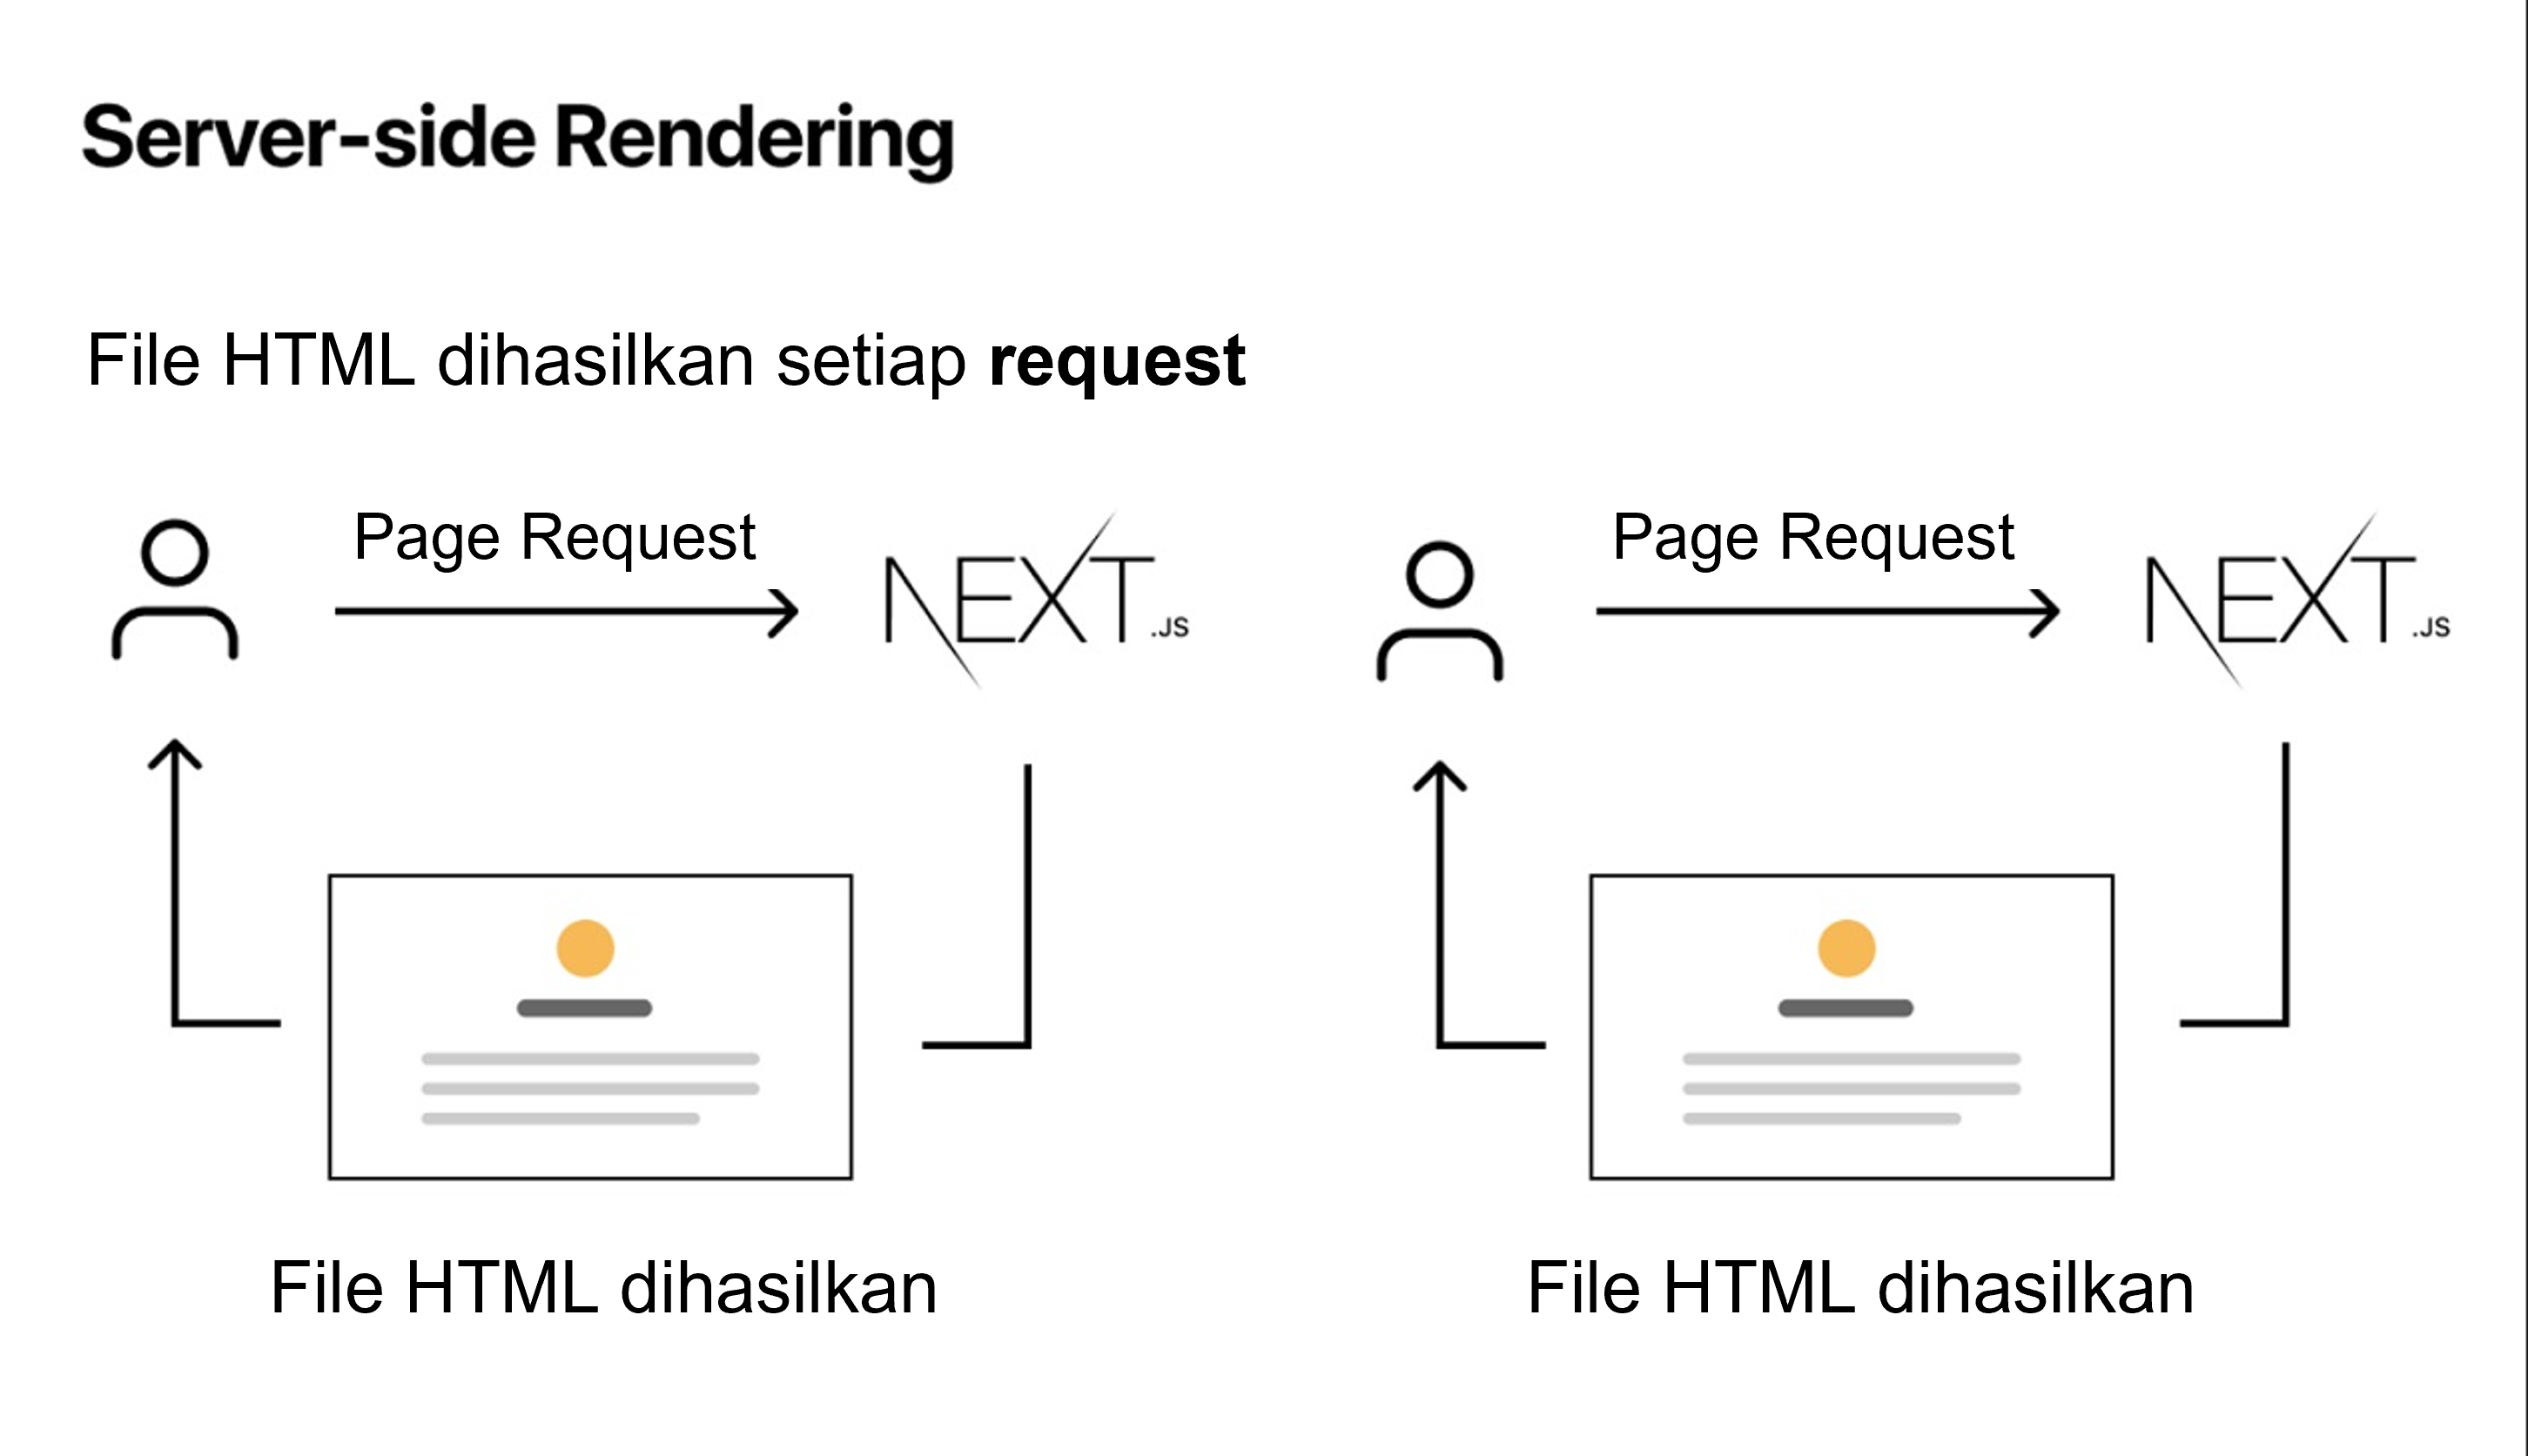 Server-side Rendering
File HTML dihasilkan setiap request
Page Request
NEXT.JS
Page Request
NEXT.JS
File HTML dihasilkan
File HTML dihasilkan